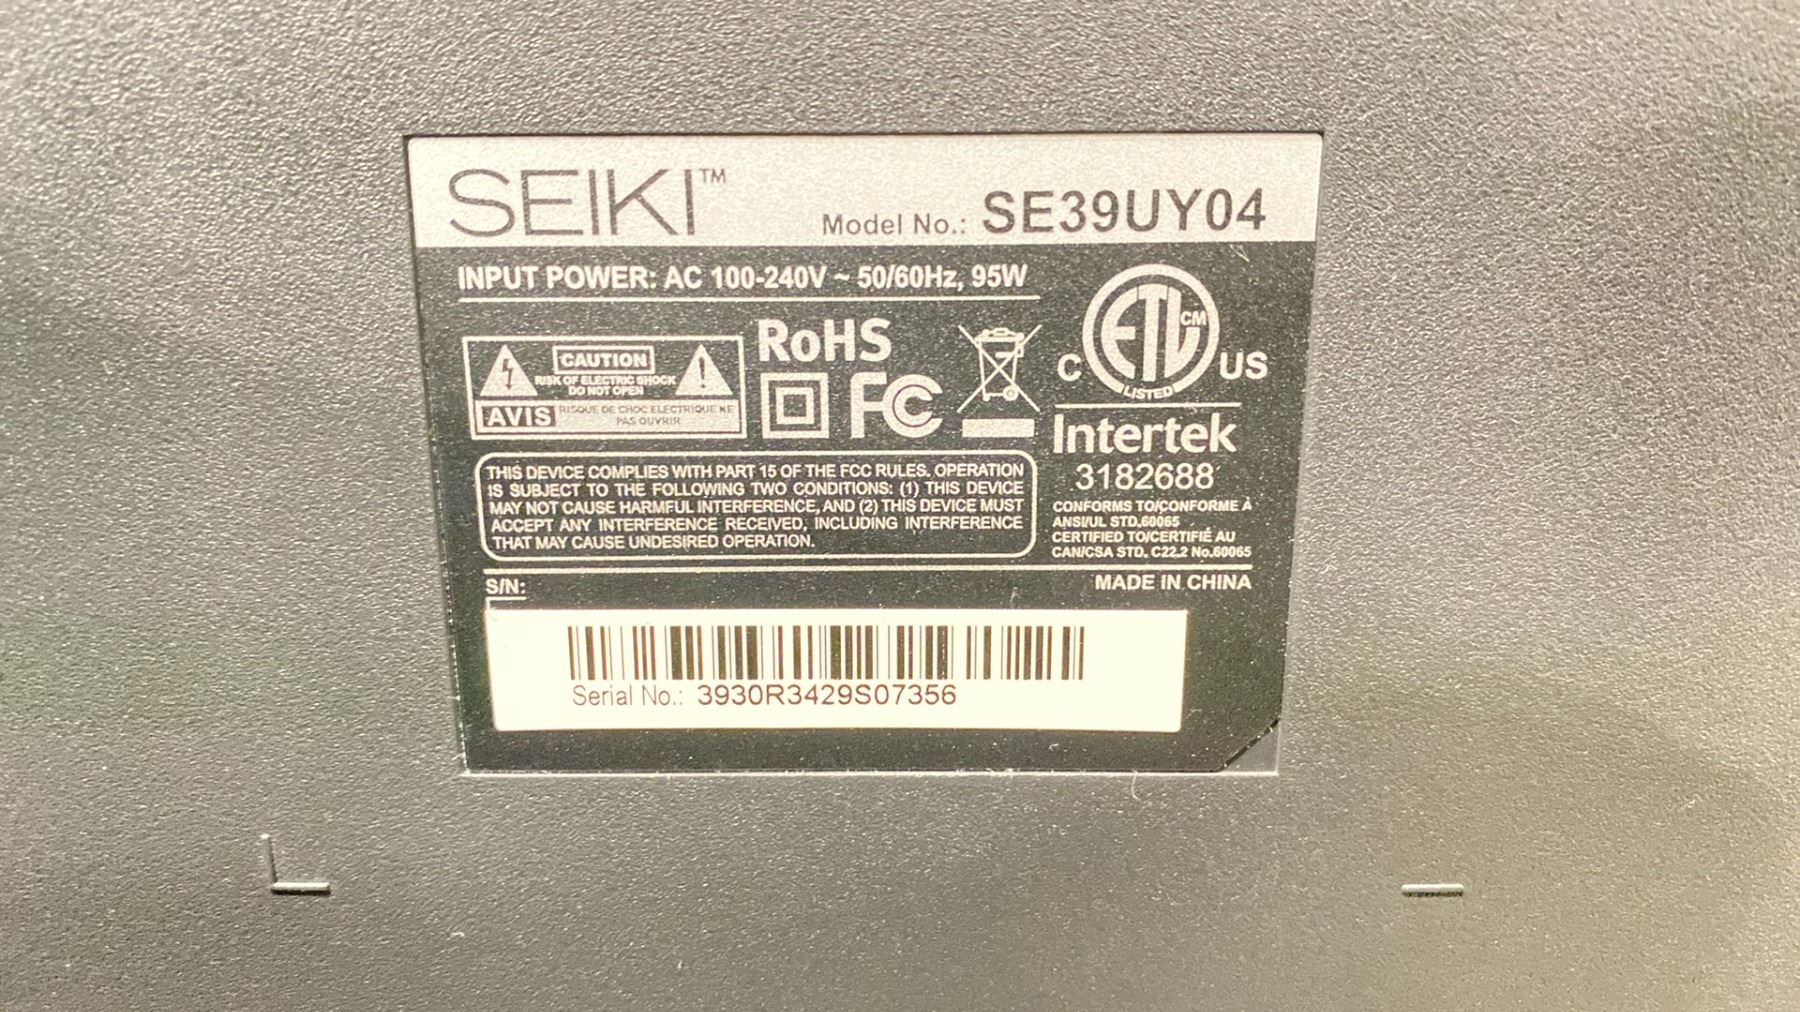 SEIKI™
Model No.: SE39UY04
INPUT POWER: AC 100-240V ~ 50/60Hz, 95W
CAUTION
RISK OF ELECTRIC SHOCK
DO NOT OPEN
AVIS
RISQUE DE CHOC ELECTRIQUE NE
PAS OUVRIR
RoHS
FC
ETL CM
LISTED
C US
Intertek
3182688
CONFORMS TO/CONFORME À
ANSI/UL STD.60065
CERTIFIED TO/CERTIFIÉ AU
CAN/CSA STD. C22.2 No.60065
THIS DEVICE COMPLIES WITH PART 15 OF THE FCC RULES. OPERATION
IS SUBJECT TO THE FOLLOWING TWO CONDITIONS: (1) THIS DEVICE
MAY NOT CAUSE HARMFUL INTERFERENCE, AND (2) THIS DEVICE MUST
ACCEPT ANY INTERFERENCE RECEIVED, INCLUDING INTERFERENCE
THAT MAY CAUSE UNDESIRED OPERATION.
S/N:
MADE IN CHINA
Serial No.: 3930R3429S07356